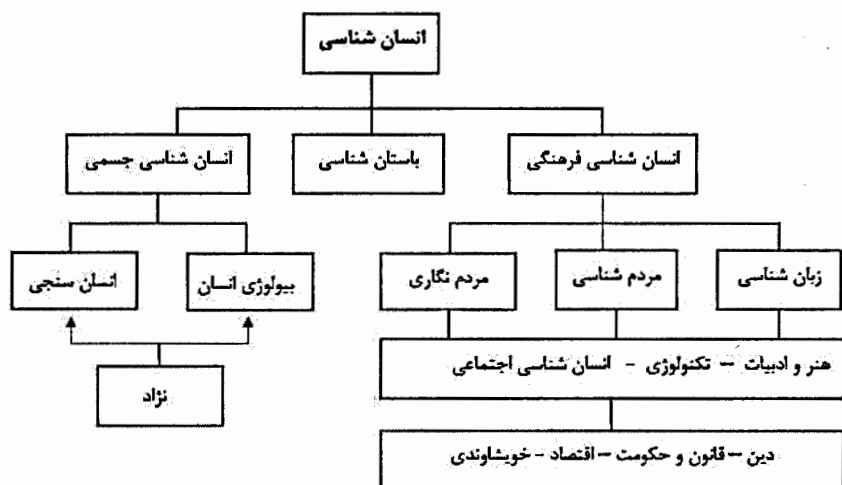 انسان شناسی
انسان شناسی فرهنگی
باستان شناسی
انسان شناسی جسمی
زبان شناسی
مردم شناسی
مردم نگاری
بیولوژی انسان
انسان سنجی
هنر و ادبیات – تکنولوژی - انسان شناسی اجتماعی
نژاد
دین – قانون و حکومت – اقتصاد - خویشاوندی